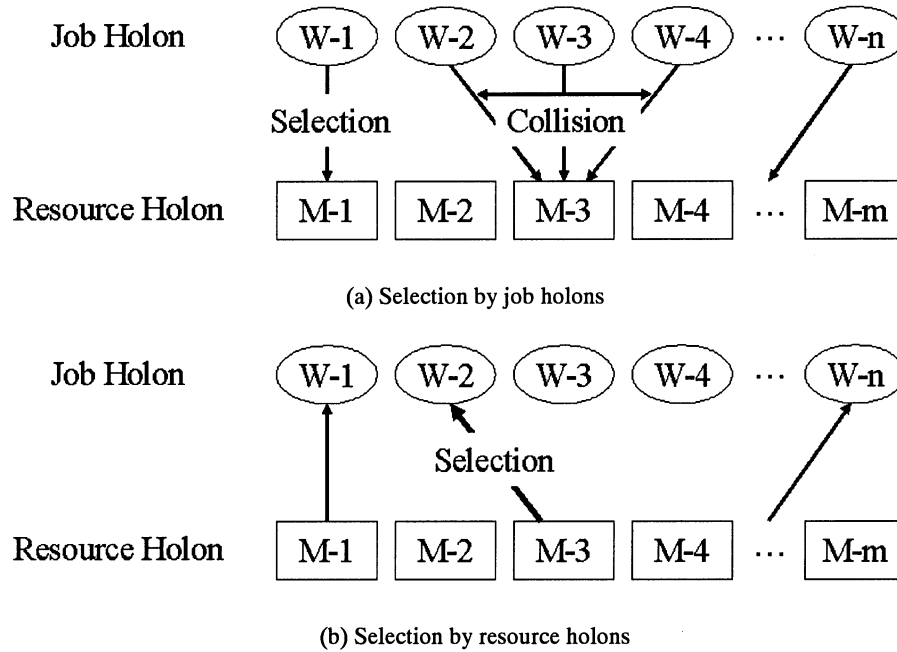 Job Holon W-1 W-2 W-3 W-4 ... W-n
Selection Collision
Resource Holon M-1 M-2 M-3 M-4 ... M-m
(a) Selection by job holons
Job Holon W-1 W-2 W-3 W-4 ... W-n
Selection
Resource Holon M-1 M-2 M-3 M-4 ... M-m
(b) Selection by resource holons